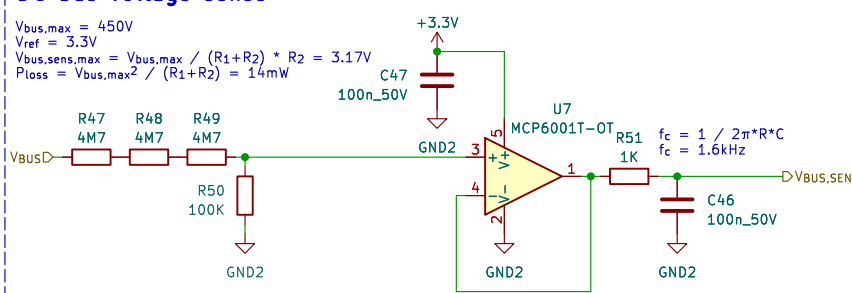 DC Bus Voltage Sense
Vbus,max = 450V
Vref = 3.3V
Vbus,sens,max = Vbus,max / (R1+R2) * R2 = 3.17V
Ploss = Vbus,max² / (R1+R2) = 14mW
+3.3V
C47
100n_50V
GND2
R47
4M7
R48
4M7
R49
4M7
VBUS
R50
100K
GND2
U7
MCP6001T-OT
3
4
5
2
1
+
−
V+
V-
GND2
R51
1K
fc = 1 / 2π*R*C
fc = 1.6kHz
VBUS,SEN
C46
100n_50V
GND2